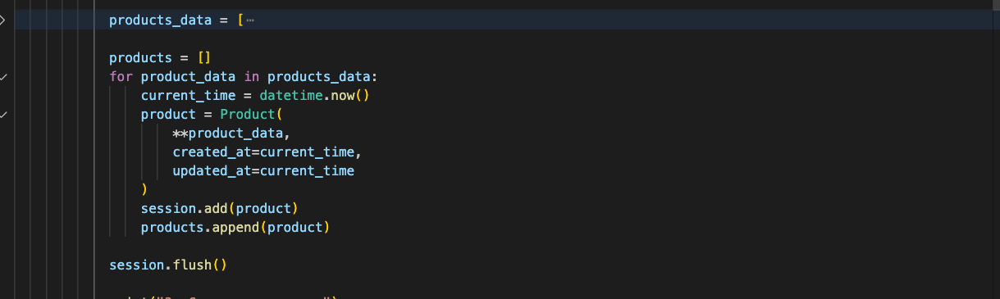 products_data = [⋯
products = []
for product_data in products_data:
current_time = datetime.now()
product = Product(
**product_data,
created_at=current_time,
updated_at=current_time
)
session.add(product)
products.append(product)
session.flush()